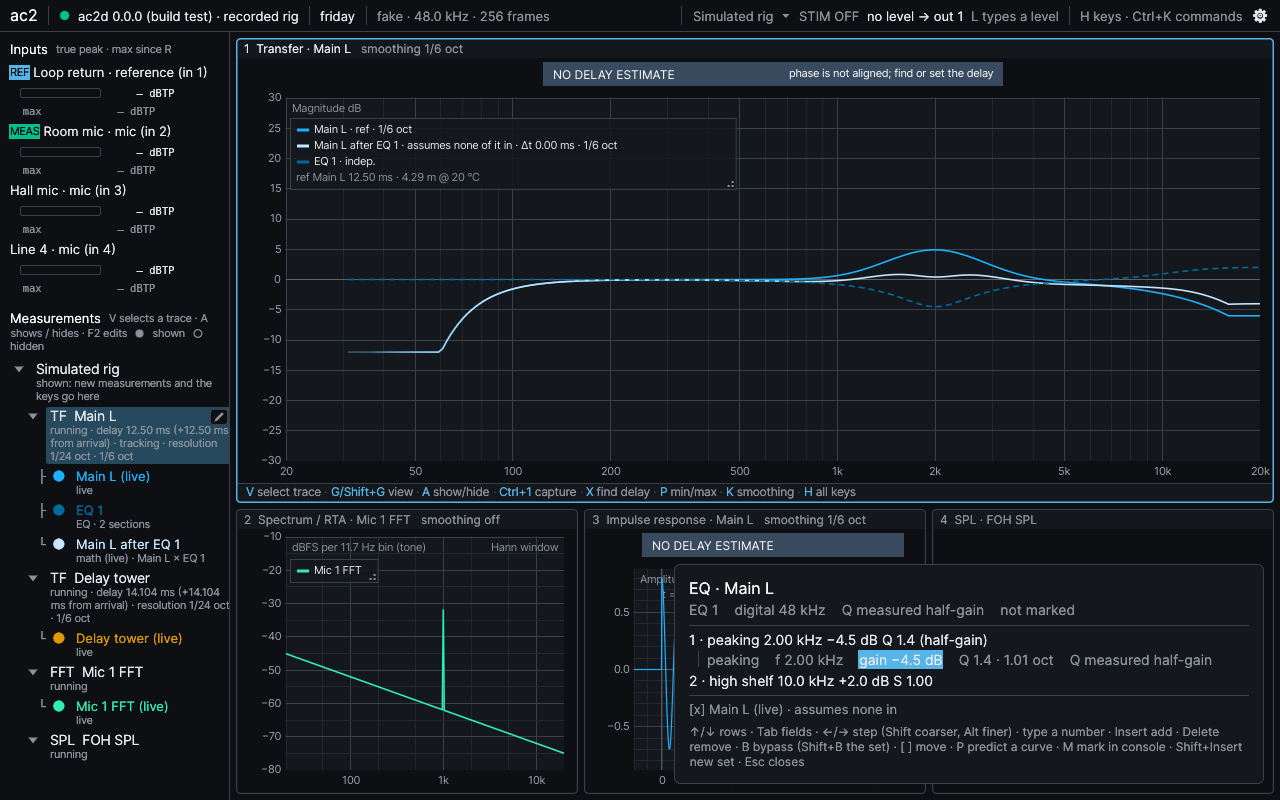 ac2 ac2d 0.0.0 (build test) · recorded rig friday fake · 48.0 kHz · 256 frames Simulated rig STIM OFF no level → out 1 L types a level H keys · Ctrl+K commands
Inputs true peak · max since R
REF Loop return · reference (in 1)
– dBTP
max – dBTP
MEAS Room mic · mic (in 2)
– dBTP
max – dBTP
Hall mic · mic (in 3)
– dBTP
max – dBTP
Line 4 · mic (in 4)
– dBTP
max – dBTP
Measurements V selects a trace · A
shows / hides · F2 edits shown
hidden
Simulated rig
shown: new measurements and the
keys go here
TF Main L
running · delay 12.50 ms (+12.50 ms
from arrival) · tracking · resolution
1/24 oct · 1/6 oct
Main L (live)
live
EQ 1
EQ · 2 sections
Main L after EQ 1
math (live) · Main L × EQ 1
TF Delay tower
running · delay 14.104 ms (+14.104
ms from arrival) · resolution 1/24 oct
· 1/6 oct
Delay tower (live)
live
FFT Mic 1 FFT
running
Mic 1 FFT (live)
live
SPL FOH SPL
running
1 Transfer · Main L smoothing 1/6 oct
NO DELAY ESTIMATE phase is not aligned; find or set the delay
Magnitude dB
Main L · ref · 1/6 oct
Main L after EQ 1 · assumes none of it in · Δt 0.00 ms · 1/6 oct
EQ 1 · indep.
ref Main L 12.50 ms · 4.29 m @ 20 °C
30
25
20
15
10
5
0
−5
−10
−15
−20
−25
−30
20 50 100 200 500 1k 2k 5k 10k 20k
V select trace · G/Shift+G view · A show/hide · Ctrl+1 capture · X find delay · P min/max · K smoothing · H all keys
2 Spectrum / RTA · Mic 1 FFT smoothing off
dBFS per 11.7 Hz bin (tone) Hann window
Mic 1 FFT
−10
−20
−30
−40
−50
−60
−70
−80
100 1k 10k
3 Impulse response · Main L smoothing 1/6 oct
NO DELAY ESTIMATE
0.5
0.0
−0.5
0
4 SPL · FOH SPL
EQ · Main L
EQ 1 digital 48 kHz Q measured half-gain not marked
1 · peaking 2.00 kHz −4.5 dB Q 1.4 (half-gain)
peaking f 2.00 kHz gain −4.5 dB Q 1.4 · 1.01 oct Q measured half-gain
2 · high shelf 10.0 kHz +2.0 dB S 1.00
[x] Main L (live) · assumes none in
↑/↓ rows · Tab fields · ←/→ step (Shift coarser, Alt finer) · type a number · Insert add · Delete
remove · B bypass (Shift+B the set) · [ ] move · P predict a curve · M mark in console · Shift+Insert
new set · Esc closes